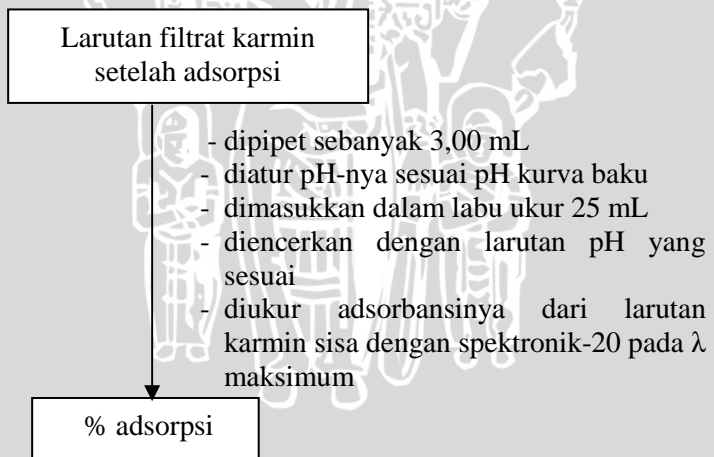 Larutan filtrat karmin
setelah adsorpsi
- dipipet sebanyak 3,00 mL
- diatur pH-nya sesuai pH kurva baku
- dimasukkan dalam labu ukur 25 mL
- diencerkan dengan larutan pH yang
sesuai
- diukur adsorbansinya dari larutan
karmin sisa dengan spektronik-20 pada λ
maksimum
% adsorpsi